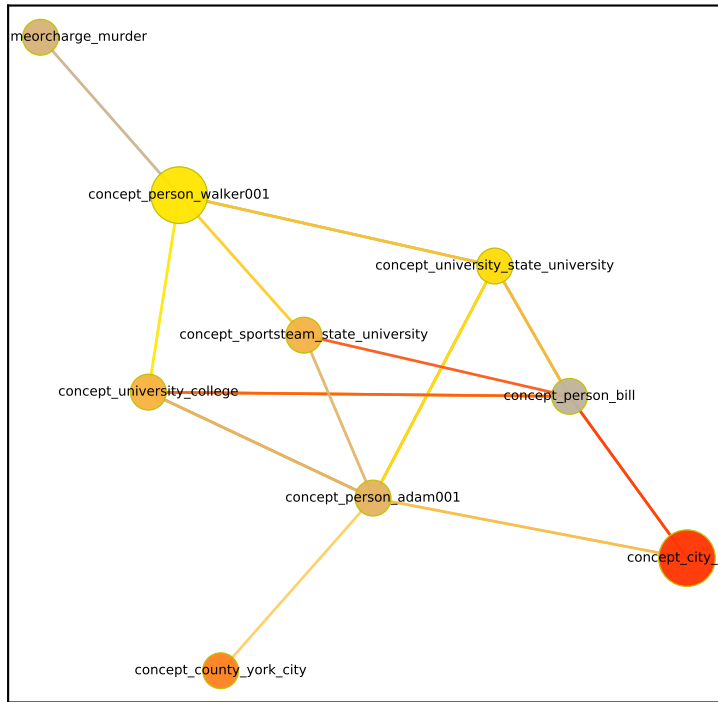 meorcharge_murder
concept_person_walker001
concept_university_state_university
concept_sportsteam_state_university
concept_university_college
concept_person_bill
concept_person_adam001
concept_city_
concept_county_york_city